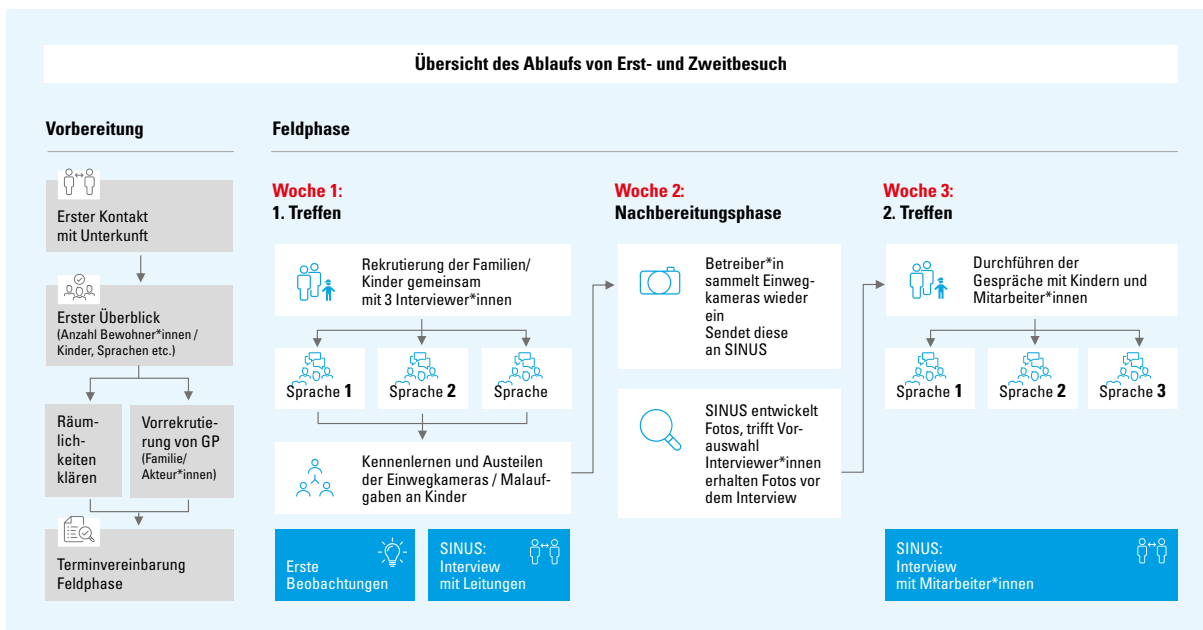 Übersicht des Ablaufs von Erst- und Zweitbesuch
Vorbereitung
Erster Kontakt
mit Unterkunft
Erster Überblick
(Anzahl Bewohner*innen /
Kinder, Sprachen etc.)
Räum-
lich-
keiten
klären
Vorrekrutie-
rung von GP
(Familie/
Akteur*innen)
Terminvereinbarung
Feldphase
Feldphase
Woche 1:
1. Treffen
Rekrutierung der Familien/
Kinder gemeinsam
mit 3 Interviewer*innen
Sprache 1
Sprache 2
Sprache
Kennenlernen und Austeilen
der Einwegkameras / Malauf-
gaben an Kinder
Erste
Beobachtungen
SINUS:
Interview
mit Leitungen
Woche 2:
Nachbereitungsphase
Betreiber*in
sammelt Einweg-
kameras wieder
ein
Sendet diese
an SINUS
SINUS entwickelt
Fotos, trifft Vor-
auswahl
Interviewer*innen
erhalten Fotos vor
dem Interview
Woche 3:
2. Treffen
Durchführen der
Gespräche mit Kindern und
Mitarbeiter*innen
Sprache 1
Sprache 2
Sprache 3
SINUS:
Interview
mit Mitarbeiter*innen